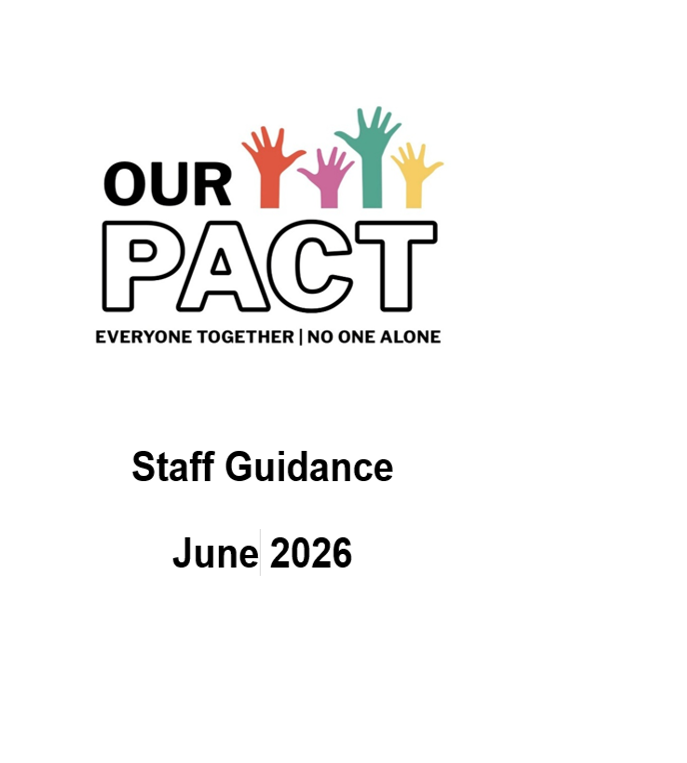 OUR
PACT
EVERYONE TOGETHER | NO ONE ALONE
Staff Guidance
June 2026